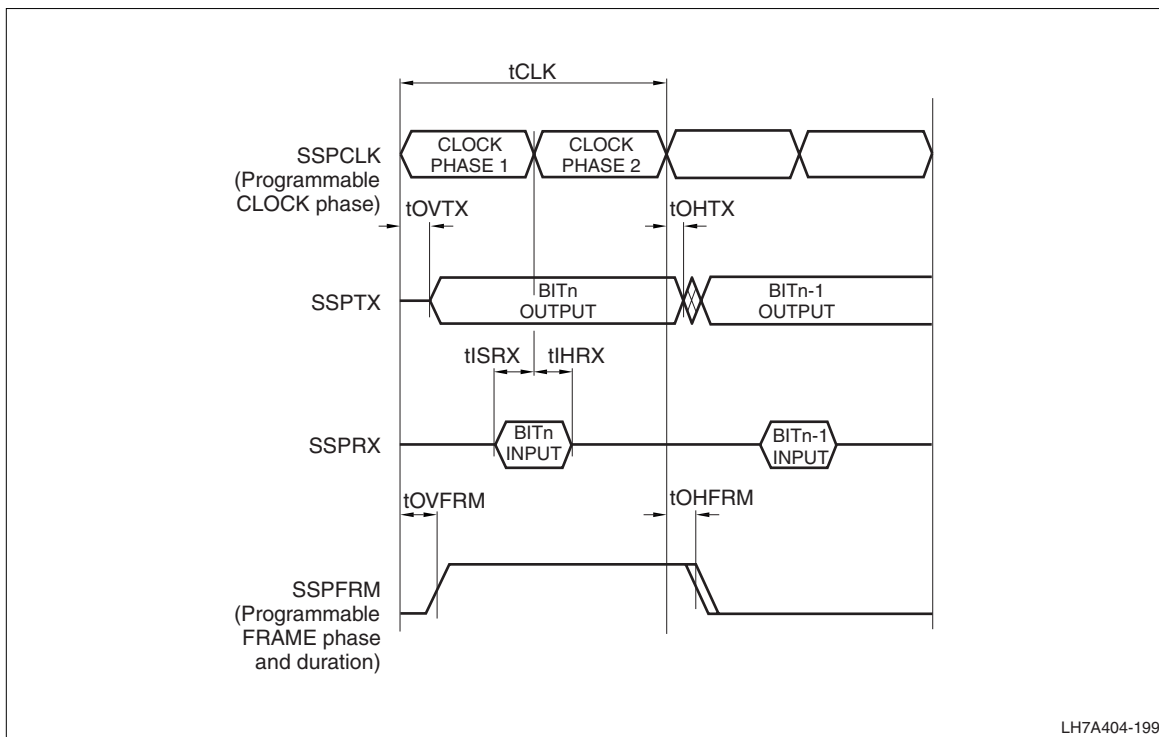 tCLK
SSPCLK
(Programmable
CLOCK phase)
CLOCK
PHASE 1
CLOCK
PHASE 2
tOVTX
tOHTX
SSPTX
BITn
OUTPUT
BITn-1
OUTPUT
tISRX
tIHRX
SSPRX
BITn
INPUT
BITn-1
INPUT
tOVFRM
tOHFRM
SSPFRM
(Programmable
FRAME phase
and duration)
LH7A404-199